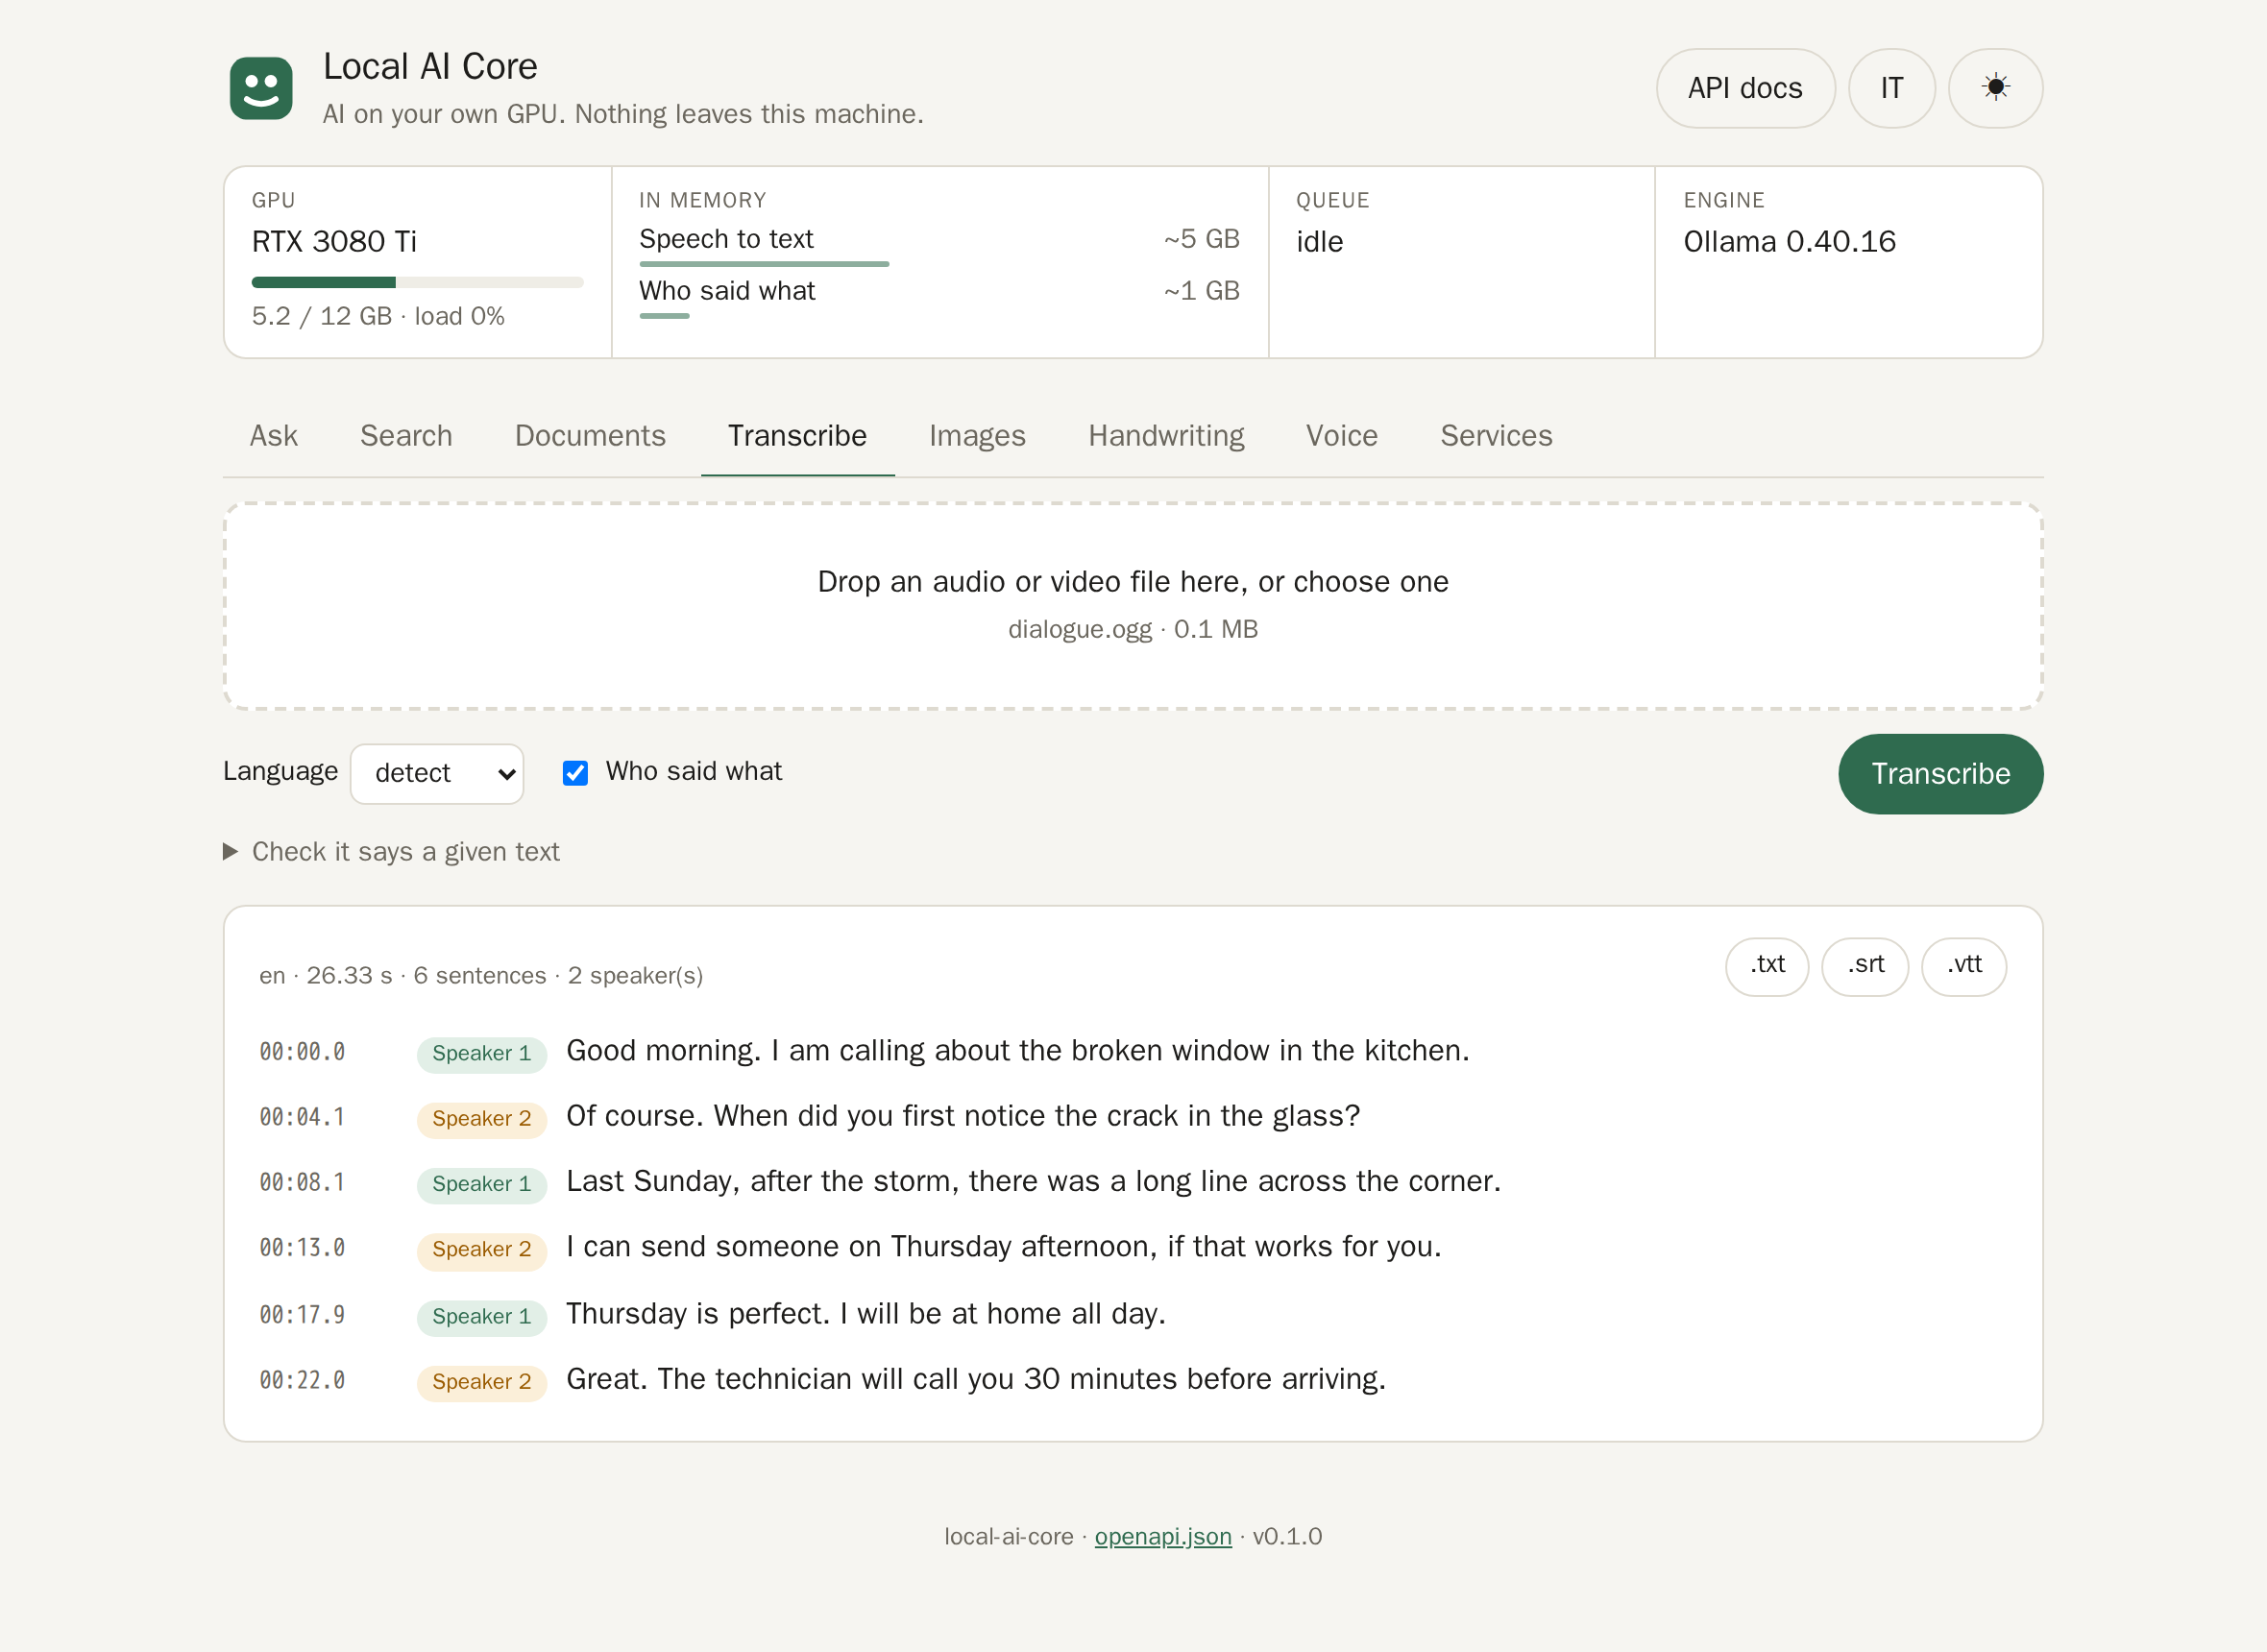 Local AI Core
AI on your own GPU. Nothing leaves this machine.
API docs
IT
GPU
RTX 3080 Ti
5.2 / 12 GB · load 0%
IN MEMORY
Speech to text ~5 GB
Who said what ~1 GB
QUEUE
idle
ENGINE
Ollama 0.40.16
Ask Search Documents Transcribe Images Handwriting Voice Services
Drop an audio or video file here, or choose one
dialogue.ogg · 0.1 MB
Language detect Who said what Transcribe
Check it says a given text
en · 26.33 s · 6 sentences · 2 speaker(s) .txt .srt .vtt
00:00.0 Speaker 1 Good morning. I am calling about the broken window in the kitchen.
00:04.1 Speaker 2 Of course. When did you first notice the crack in the glass?
00:08.1 Speaker 1 Last Sunday, after the storm, there was a long line across the corner.
00:13.0 Speaker 2 I can send someone on Thursday afternoon, if that works for you.
00:17.9 Speaker 1 Thursday is perfect. I will be at home all day.
00:22.0 Speaker 2 Great. The technician will call you 30 minutes before arriving.
local-ai-core · openapi.json · v0.1.0